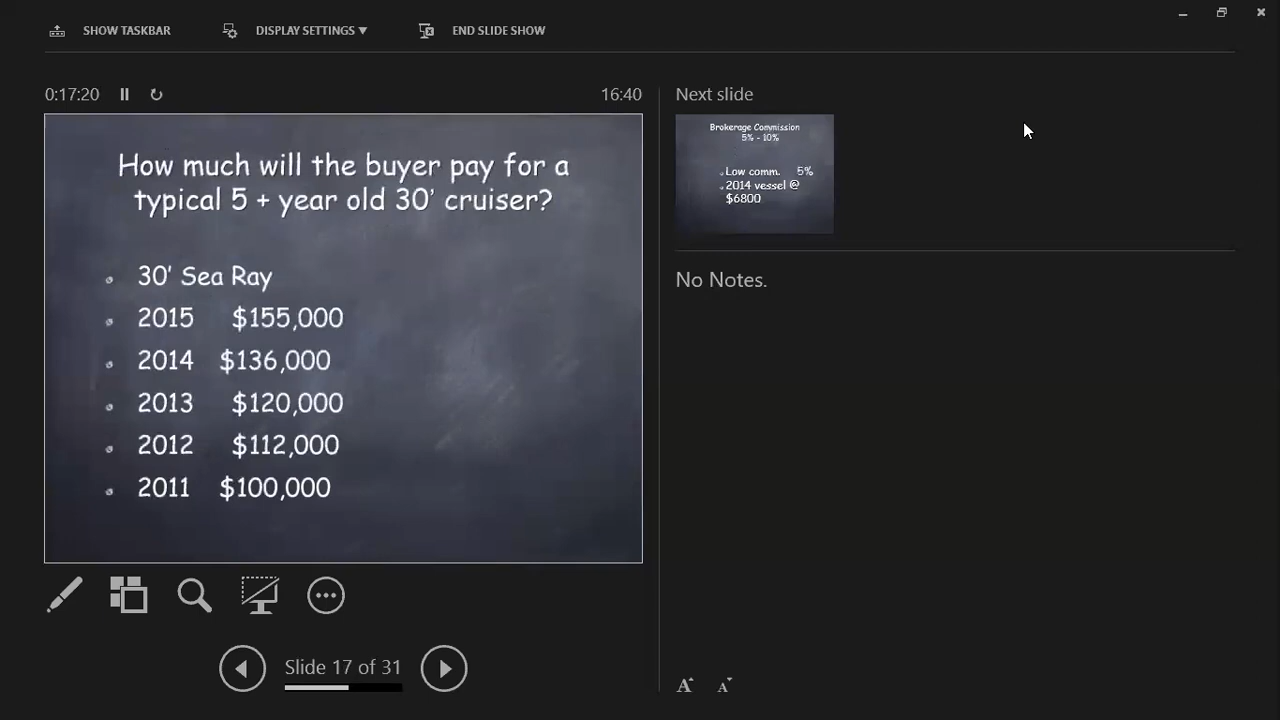 SHOW TASKBAR
DISPLAY SETTINGS ▼
END SLIDE SHOW
0:17:20
16:40
How much will the buyer pay for a
typical 5 + year old 30’ cruiser?
30’ Sea Ray
2015 $155,000
2014 $136,000
2013 $120,000
2012 $112,000
2011 $100,000
Slide 17 of 31
Next slide
Brokerage Commission
5% - 10%
Low comm. 5%
2014 vessel @
$6800
No Notes.
A A